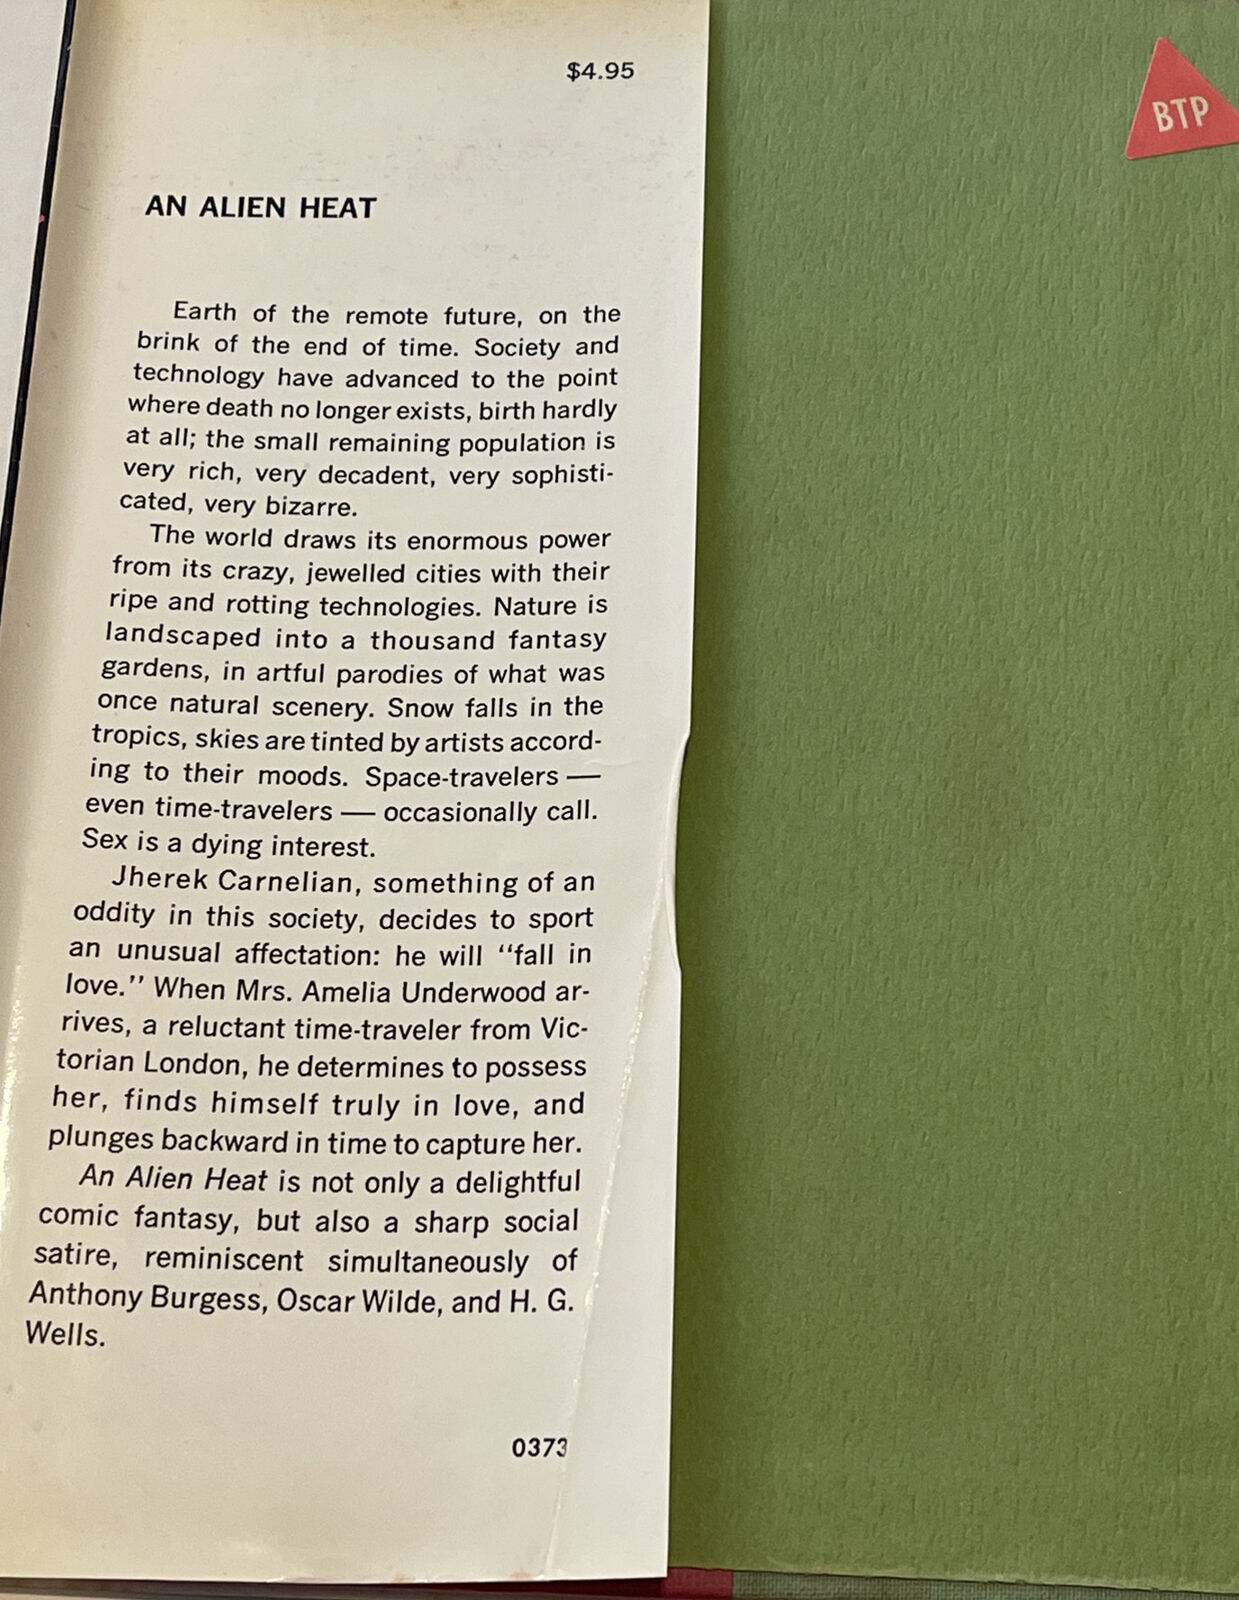 $4.95
BTP
AN ALIEN HEAT
Earth of the remote future, on the
brink of the end of time. Society and
technology have advanced to the point
where death no longer exists, birth hardly
at all; the small remaining population is
very rich, very decadent, very sophisti-
cated, very bizarre.
The world draws its enormous power
from its crazy, jewelled cities with their
ripe and rotting technologies. Nature is
landscaped into a thousand fantasy
gardens, in artful parodies of what was
once natural scenery. Snow falls in the
tropics, skies are tinted by artists accord-
ing to their moods. Space-travelers —
even time-travelers — occasionally call.
Sex is a dying interest.
Jherek Carnelian, something of an
oddity in this society, decides to sport
an unusual affectation: he will “fall in
love.” When Mrs. Amelia Underwood ar-
rives, a reluctant time-traveler from Vic-
torian London, he determines to possess
her, finds himself truly in love, and
plunges backward in time to capture her.
An Alien Heat is not only a delightful
comic fantasy, but also a sharp social
satire, reminiscent simultaneously of
Anthony Burgess, Oscar Wilde, and H. G.
Wells.
0373